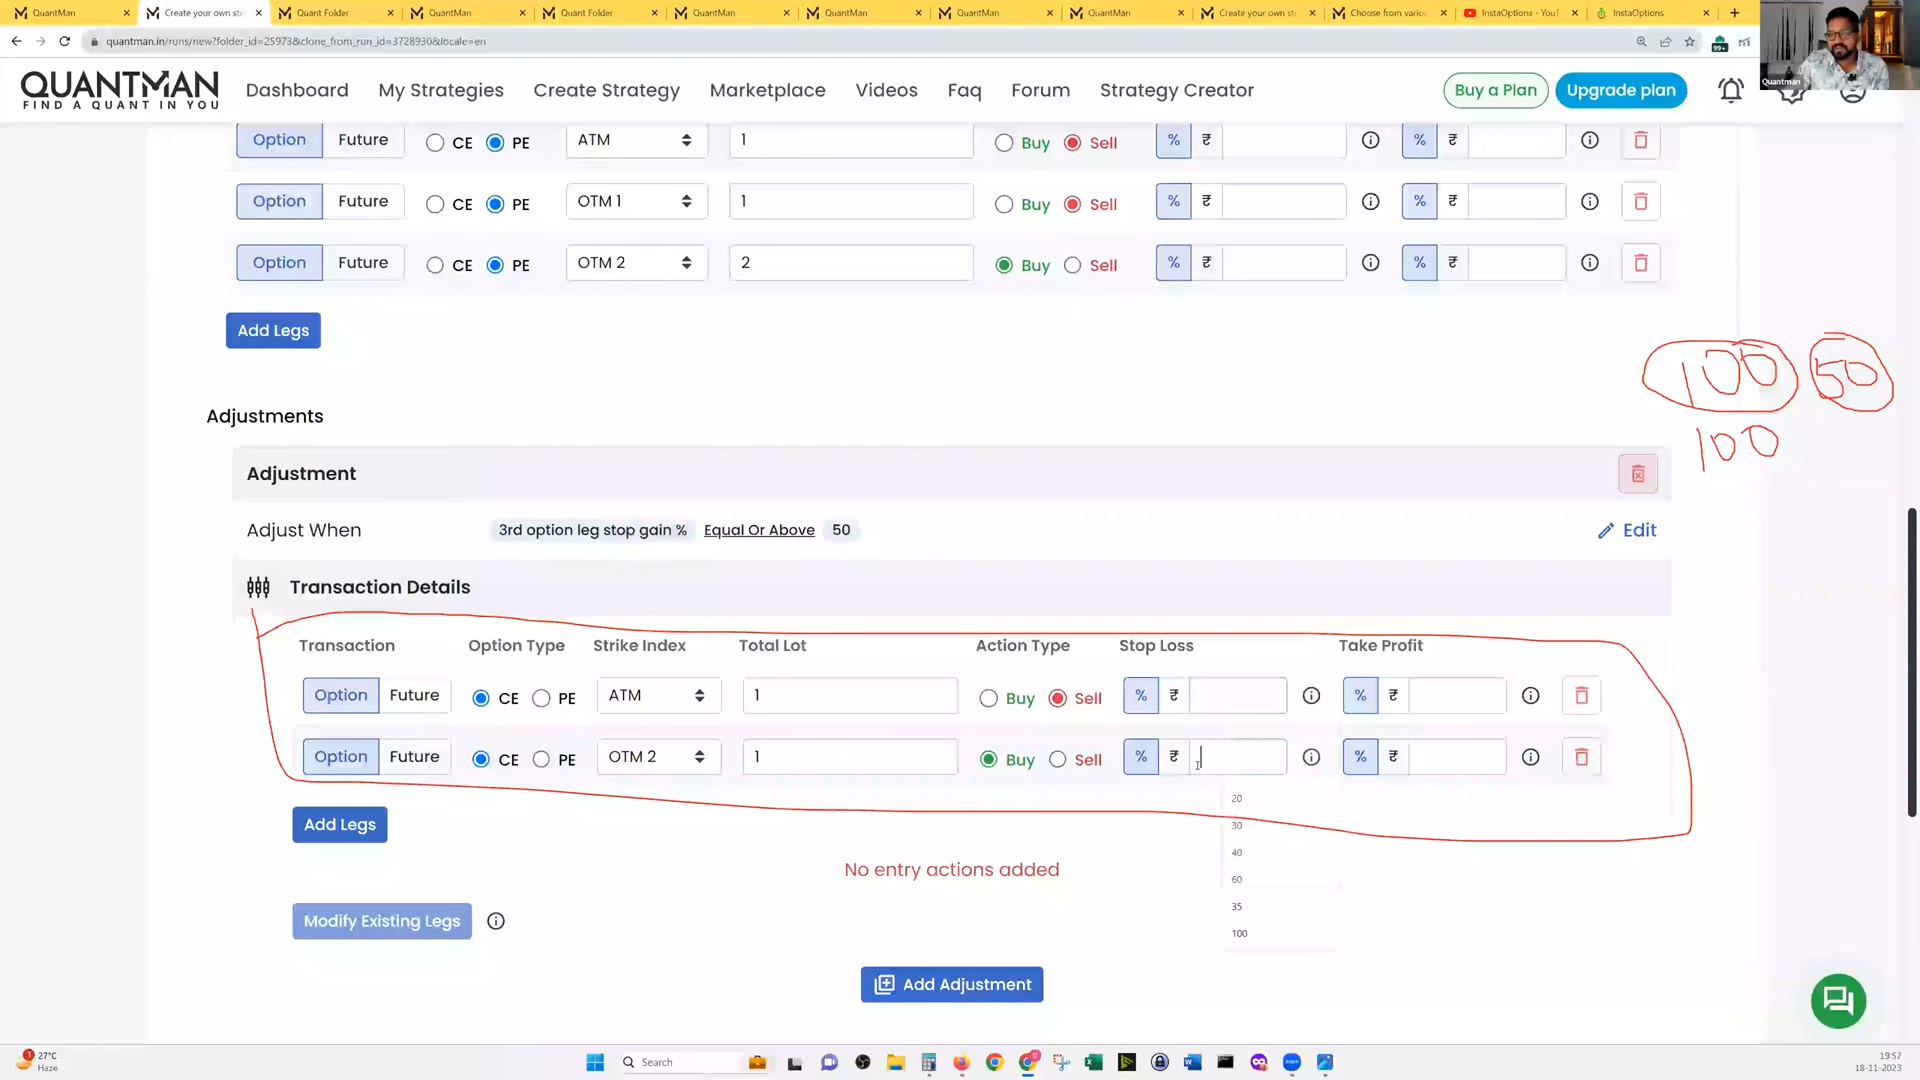 QuantMan
Create your own st
Quant Folder
QuantMan
Quant Folder
QuantMan
QuantMan
QuantMan
QuantMan
Create your own st
Choose from vario
InstaOptions - YouT
InstaOptions
quantman.in/runs/new?folder_id=25973&clone_from_run_id=3728930&locale=en
99+
Quantman
QUANTMAN
FIND A QUANT IN YOU
Dashboard
My Strategies
Create Strategy
Marketplace
Videos
Faq
Forum
Strategy Creator
Buy a Plan
Upgrade plan
Option Future CE PE ATM 1 Buy Sell % ₹ % ₹
Option Future CE PE OTM 1 1 Buy Sell % ₹ % ₹
Option Future CE PE OTM 2 2 Buy Sell % ₹ % ₹
Add Legs
100 50
100
Adjustments
Adjustment
Adjust When 3rd option leg stop gain % Equal Or Above 50 Edit
Transaction Details
Transaction Option Type Strike Index Total Lot Action Type Stop Loss Take Profit
Option Future CE PE ATM 1 Buy Sell % ₹ % ₹
Option Future CE PE OTM 2 1 Buy Sell % ₹ % ₹
20
30
40
60
35
100
Add Legs
No entry actions added
Modify Existing Legs
Add Adjustment
1
27°C
Haze
Search
19:57
18-11-2023